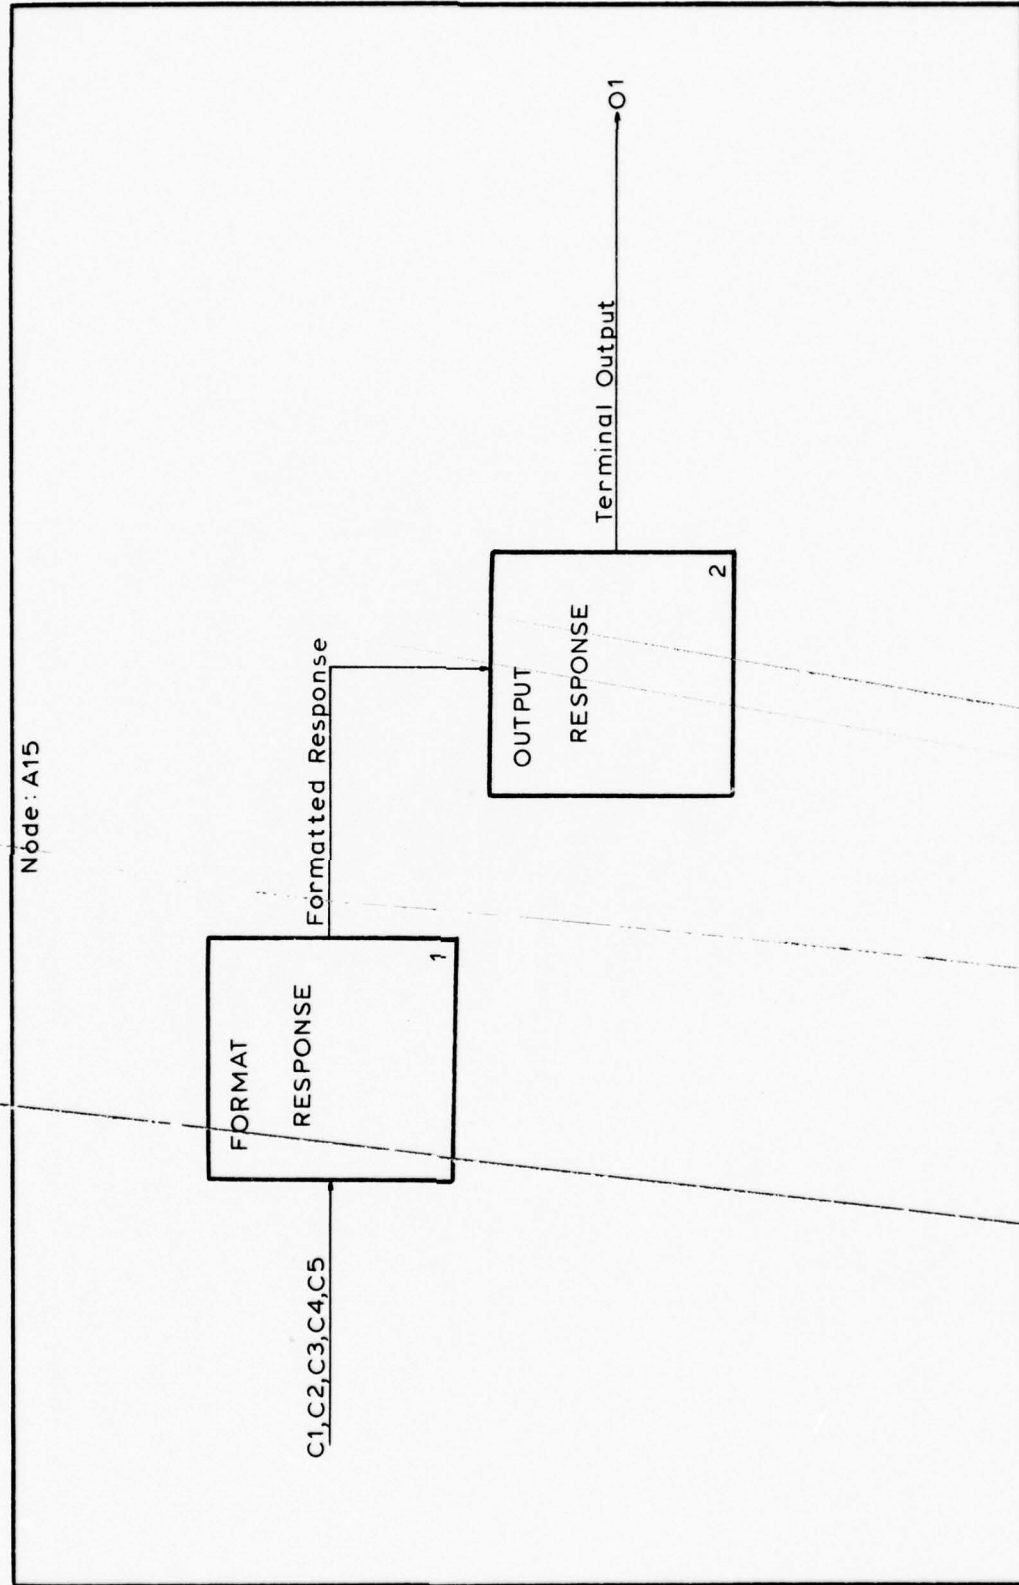 Node: A15
C1,C2,C3,C4,C5
FORMAT
RESPONSE
1
Formatted Response
OUTPUT
RESPONSE
2
Terminal Output
O1